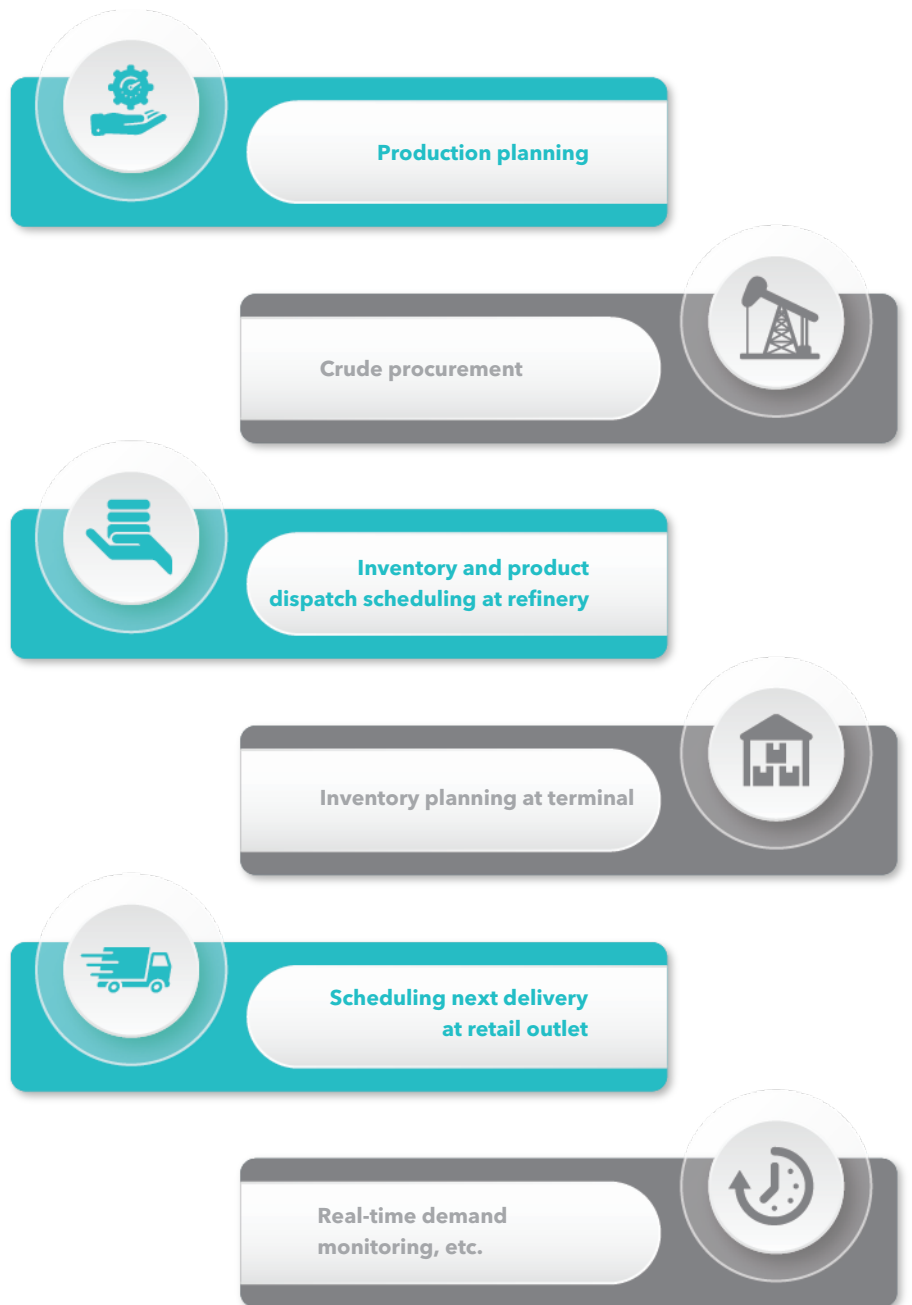 Production planning
Crude procurement
Inventory and product
dispatch scheduling at refinery
Inventory planning at terminal
Scheduling next delivery
at retail outlet
Real-time demand
monitoring, etc.